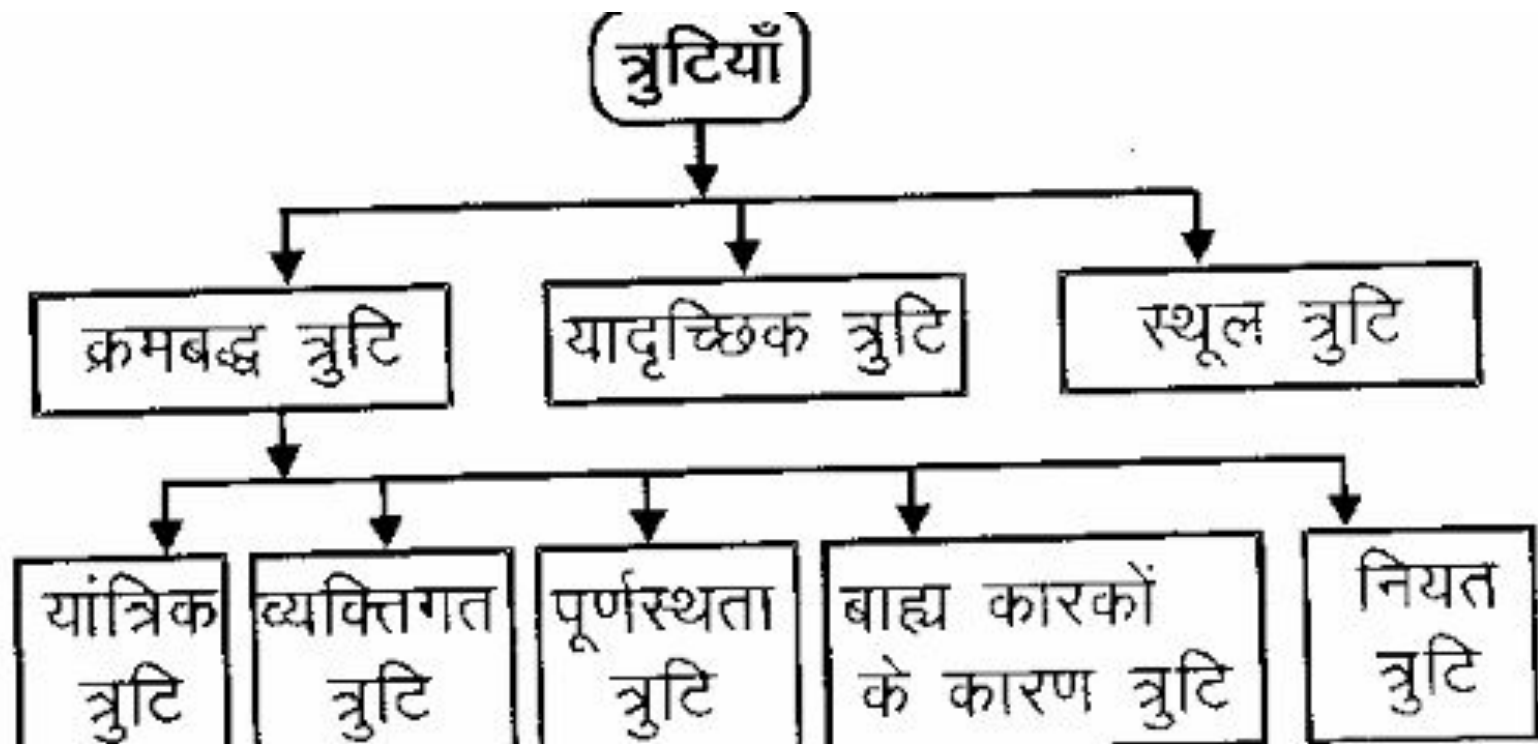 त्रुटियाँ
क्रमबद्ध त्रुटि
यादृच्छिक त्रुटि
स्थूल त्रुटि
यांत्रिक
त्रुटि
व्यक्तिगत
त्रुटि
पूर्णस्थता
त्रुटि
बाह्य कारकों
के कारण त्रुटि
नियत
त्रुटि